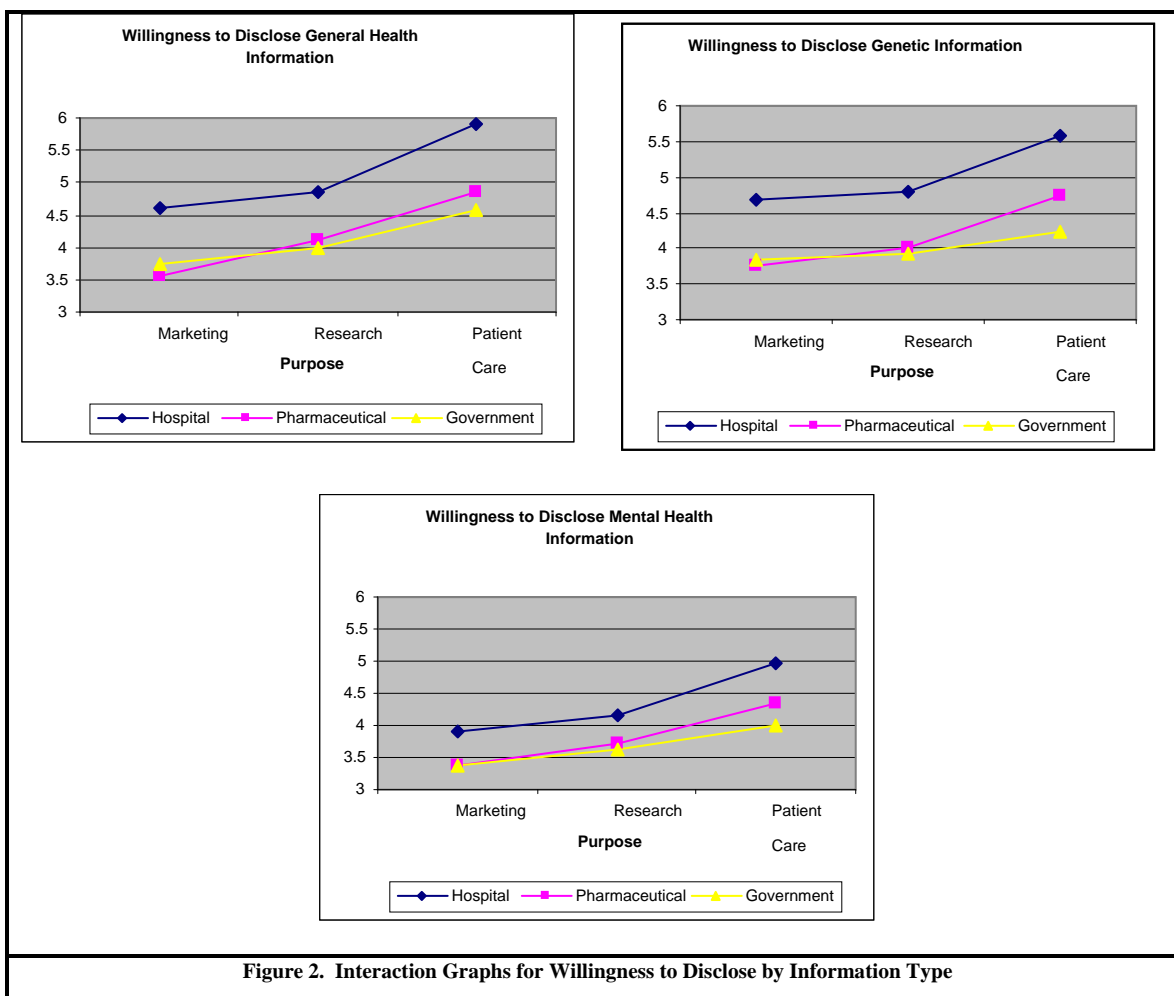 Willingness to Disclose General Health
Information
6
5.5
5
4.5
4
3.5
3
Marketing Research Patient
Care
Purpose
Hospital Pharmaceutical Government
Willingness to Disclose Genetic Information
6
5.5
5
4.5
4
3.5
3
Marketing Research Patient
Care
Purpose
Hospital Pharmaceutical Government
Willingness to Disclose Mental Health
Information
6
5.5
5
4.5
4
3.5
3
Marketing Research Patient
Care
Purpose
Hospital Pharmaceutical Government
Figure 2. Interaction Graphs for Willingness to Disclose by Information Type